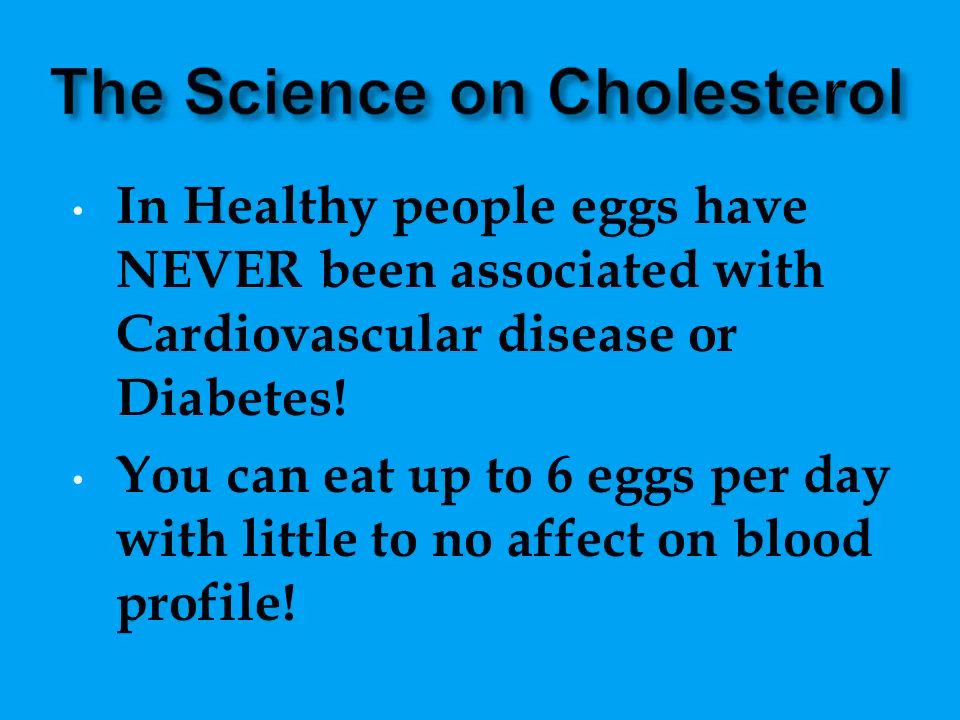 The Science on Cholesterol
• In Healthy people eggs have
NEVER been associated with
Cardiovascular disease or
Diabetes!
• You can eat up to 6 eggs per day
with little to no affect on blood
profile!